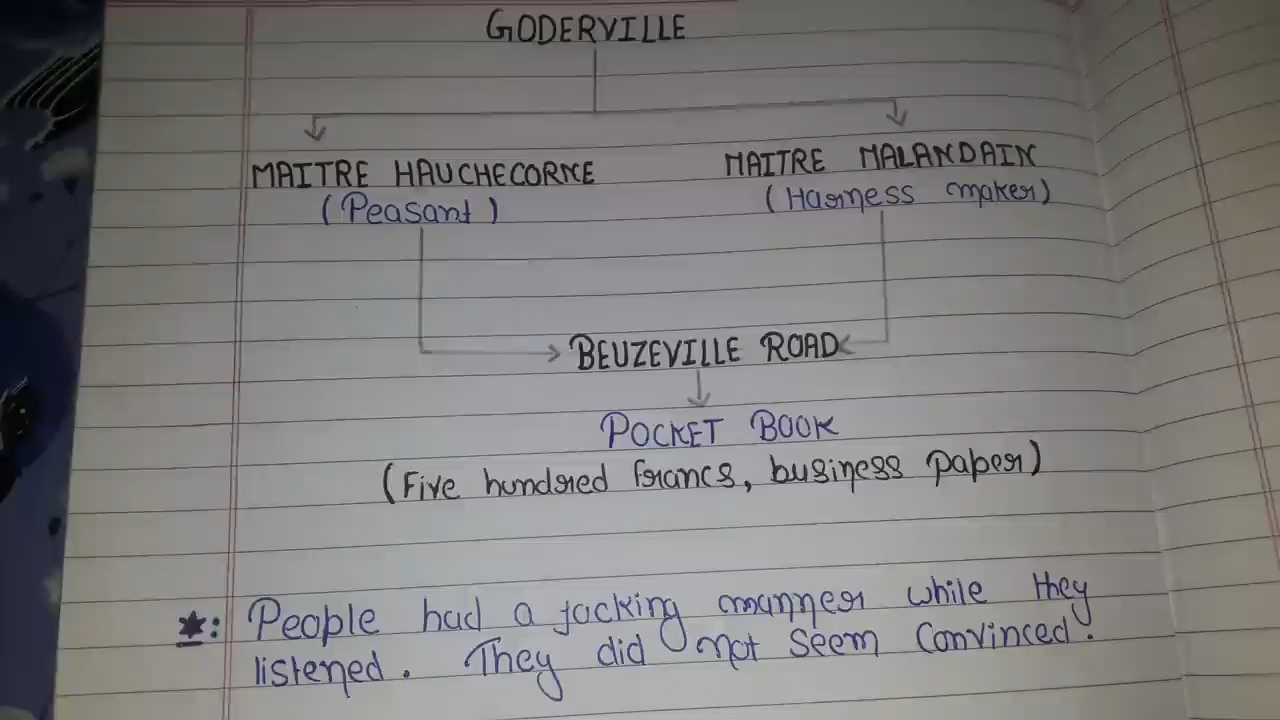 GODERVILLE
MAITRE HAUCHECORNE MAITRE MALANDAIN
(Peasant) (Harness maker)
BEUZEVILLE ROAD
POCKET BOOK
(Five hundred francs, business paper)
*: People had a jocking manner while they
listened. They did not seem convinced.